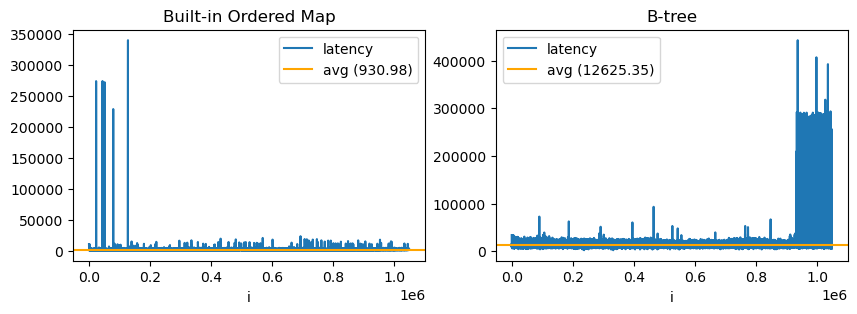 Built-in Ordered Map
350000
300000
250000
200000
150000
100000
50000
0
latency
avg (930.98)
0.0
0.2
0.4
0.6
0.8
1.0
1e6
i
B-tree
400000
300000
200000
100000
0
latency
avg (12625.35)
0.0
0.2
0.4
0.6
0.8
1.0
1e6
i